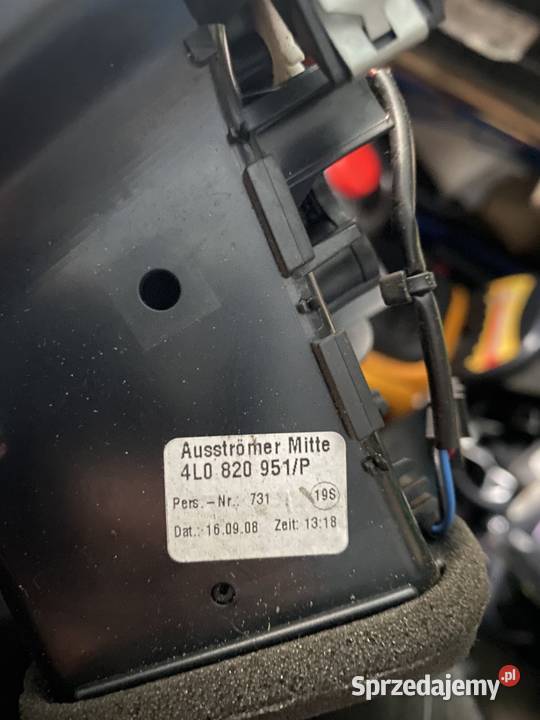 Ausströmer Mitte
4L0 820 951/P
Pers.-Nr.: 731 19S
Dat.: 16.09.08 Zeit: 13:18
Sprzedajemy.pl